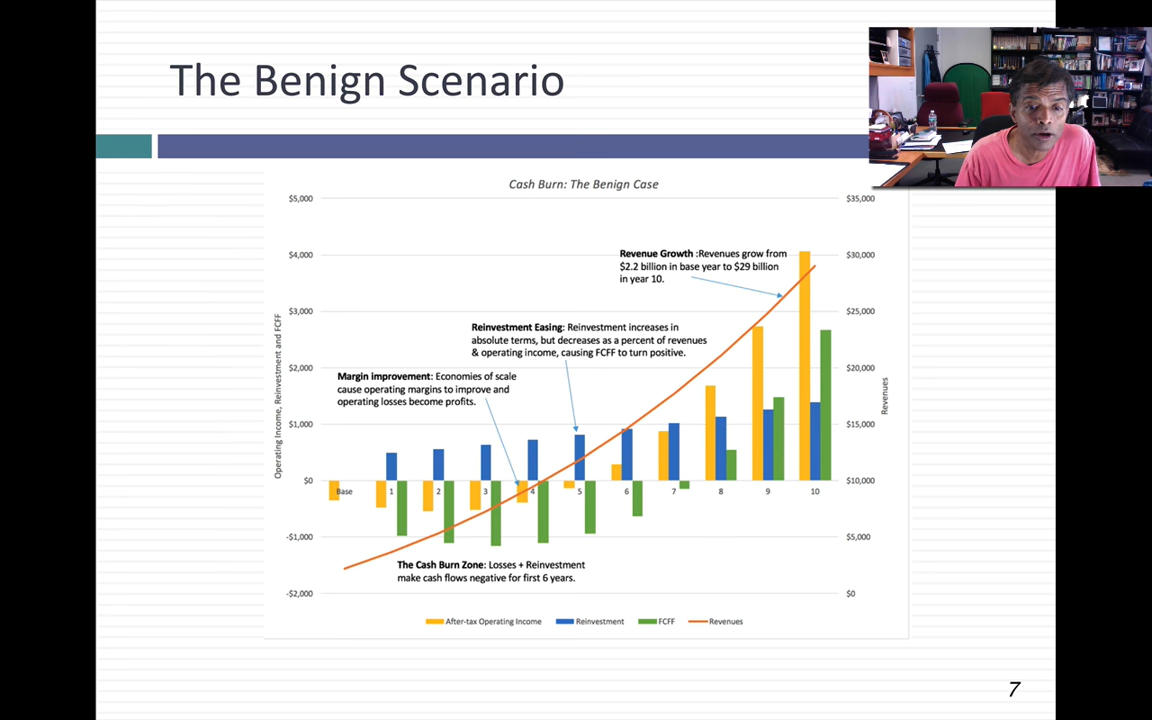 The Benign Scenario
Cash Burn: The Benign Case
$5,000
$4,000
$3,000
$2,000
$1,000
$0
-$1,000
-$2,000
Operating Income, Reinvestment and FCFF
$35,000
$30,000
$25,000
$20,000
$15,000
$10,000
$5,000
$0
Revenues
Revenue Growth :Revenues grow from
$2.2 billion in base year to $29 billion
in year 10.
Reinvestment Easing: Reinvestment increases in
absolute terms, but decreases as a percent of revenues
& operating income, causing FCFF to turn positive.
Margin improvement: Economies of scale
cause operating margins to improve and
operating losses become profits.
Base 1 2 3 4 5 6 7 8 9 10
The Cash Burn Zone: Losses + Reinvestment
make cash flows negative for first 6 years.
After-tax Operating Income Reinvestment FCFF Revenues
7